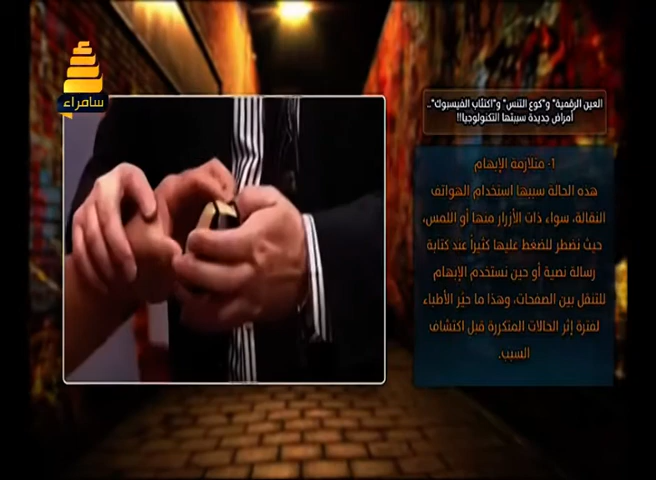 سامراء
"العين الرقمية" و"كوع التنس" و"اكتئاب الفيسبوك"..
أمراض جديدة سببتها التكنولوجيا!!
1- متلازمة الإبهام
هذه الحالة سببها استخدام الهواتف
النقالة، سواء ذات الأزرار منها أو اللمس،
حيث نضطر للضغط عليها كثيراً عند كتابة
رسالة نصية أو حين نستخدم الإبهام
للتنقل بين الصفحات، وهذا ما حيّر الأطباء
لفترة إثر الحالات المتكررة قبل اكتشاف
السبب.